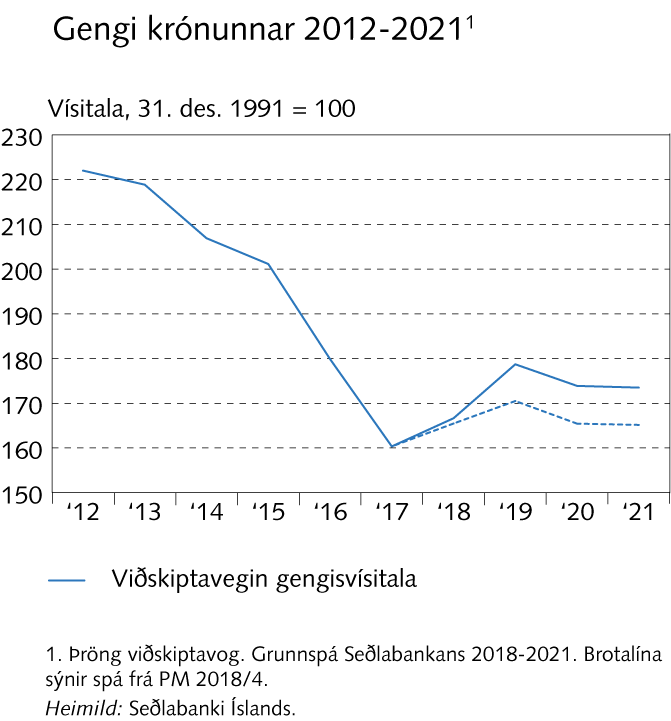 Gengi krónunnar 2012-2021¹
Vísitala, 31. des. 1991 = 100
230
220
210
200
190
180
170
160
150
‘12 ‘13 ‘14 ‘15 ‘16 ‘17 ‘18 ‘19 ‘20 ‘21
Viðskiptavegin gengisvísitala
1. Þröng viðskiptavog. Grunnspá Seðlabankans 2018-2021. Brotalína
sýnir spá frá PM 2018/4.
Heimild: Seðlabanki Íslands.